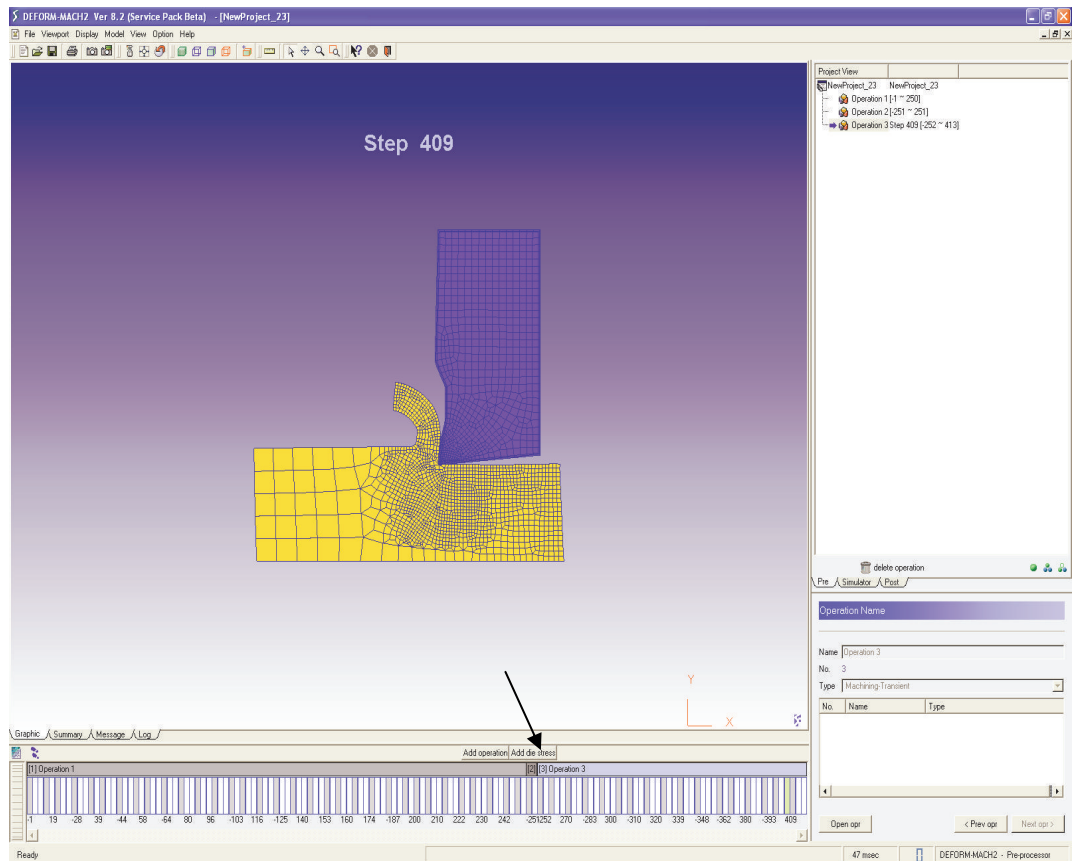 DEFORM-MACH2 Ver 8.2 (Service Pack Beta) - [NewProject_23]
File Viewport Display Model View Option Help
Step 409
Y
X
Project View
NewProject_23 NewProject_23
Operation 1 [-1 ~ 250]
Operation 2 [-251 ~ 251]
Operation 3 Step 409 [-252 ~ 413]
delete operation
Pre Simulator Post
Operation Name
Name Operation 3
No. 3
Type Machining-Transient
No. Name Type
Open opr < Prev opr Next opr >
Graphic Summary Message Log
Add operation Add die stress
[1] Operation 1 [2] [3] Operation 3
-1 19 -28 39 -44 58 -64 80 96 -103 116 -135 145 -160 174 -187 200 210 222 230 242 -251252 270 -283 -300 310 320 339 -348 -362 380 -393 409
Ready 47 msec DEFORM-MACH2 - Pre-processor